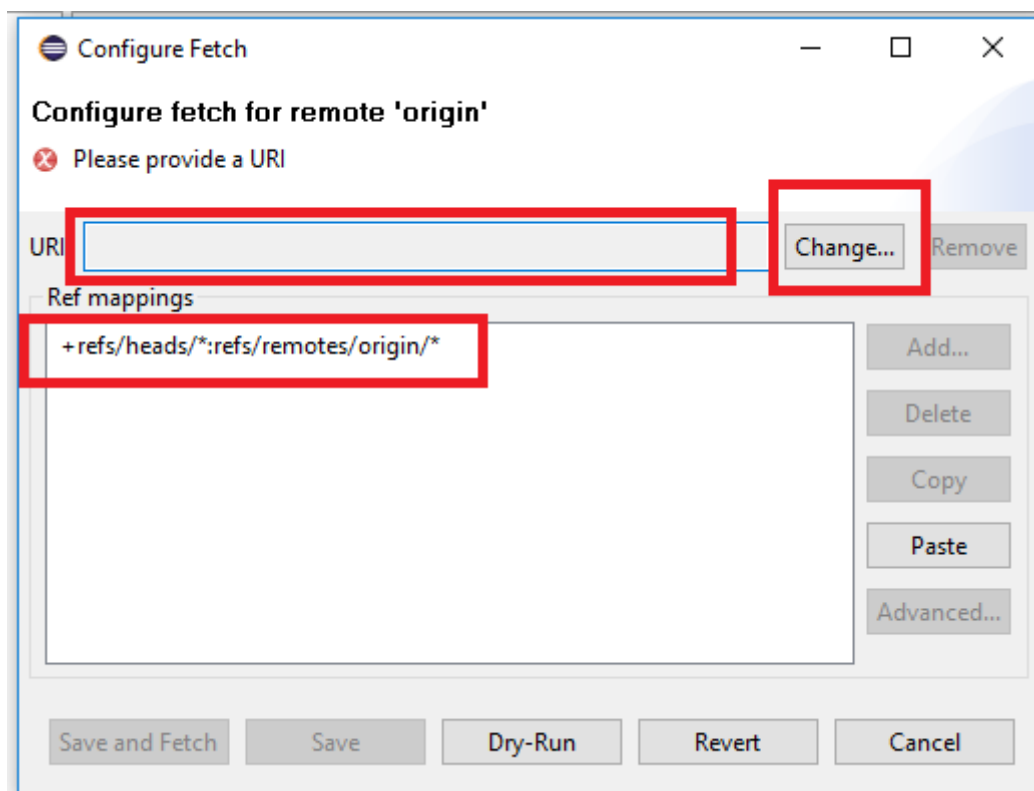 Configure Fetch
Configure fetch for remote 'origin'
Please provide a URI
URI Change... Remove
Ref mappings
+refs/heads/*:refs/remotes/origin/*
Add...
Delete
Copy
Paste
Advanced...
Save and Fetch Save Dry-Run Revert Cancel